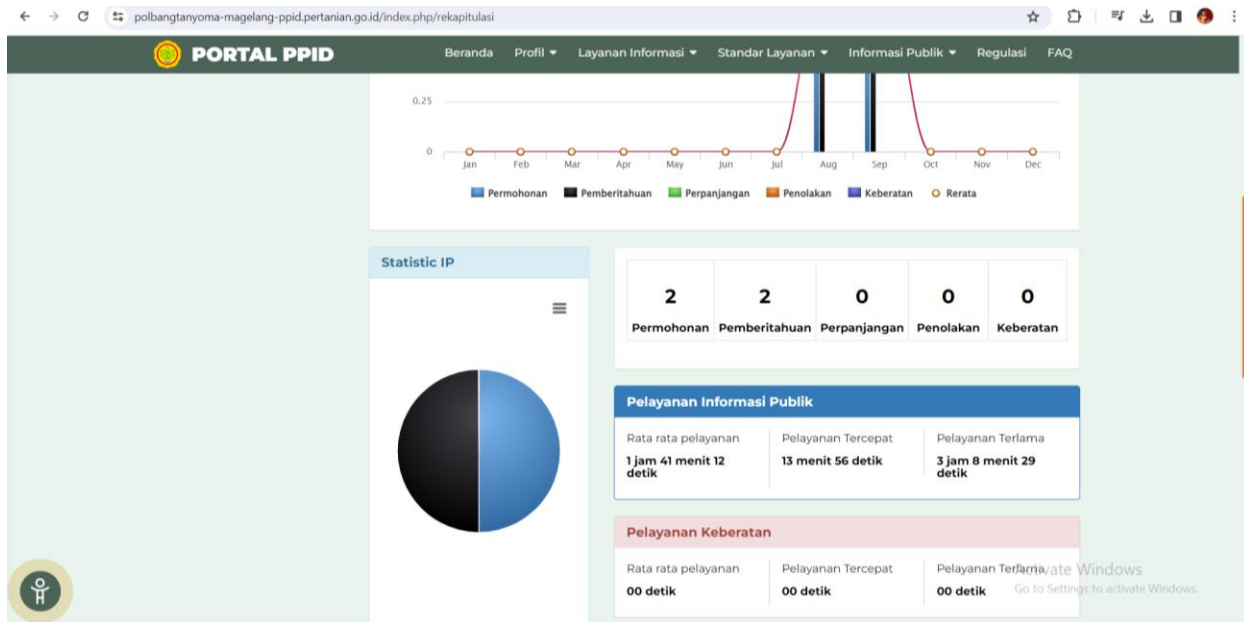 polbangtanyoma-magelang-ppid.pertanian.go.id/index.php/rekapitulasi
PORTAL PPID
Beranda Profil Layanan Informasi Standar Layanan Informasi Publik Regulasi FAQ
0.25
0
Jan Feb Mar Apr May Jun Jul Aug Sep Oct Nov Dec
Permohonan Pemberitahuan Perpanjangan Penolakan Keberatan Rerata
Statistic IP
2 2 0 0 0
Permohonan Pemberitahuan Perpanjangan Penolakan Keberatan
Pelayanan Informasi Publik
Rata rata pelayanan Pelayanan Tercepat Pelayanan Terlama
1 jam 41 menit 12 13 menit 56 detik 3 jam 8 menit 29
detik detik
Pelayanan Keberatan
Rata rata pelayanan Pelayanan Tercepat Pelayanan Terlama
00 detik 00 detik 00 detik
Activate Windows
Go to Settings to activate Windows.